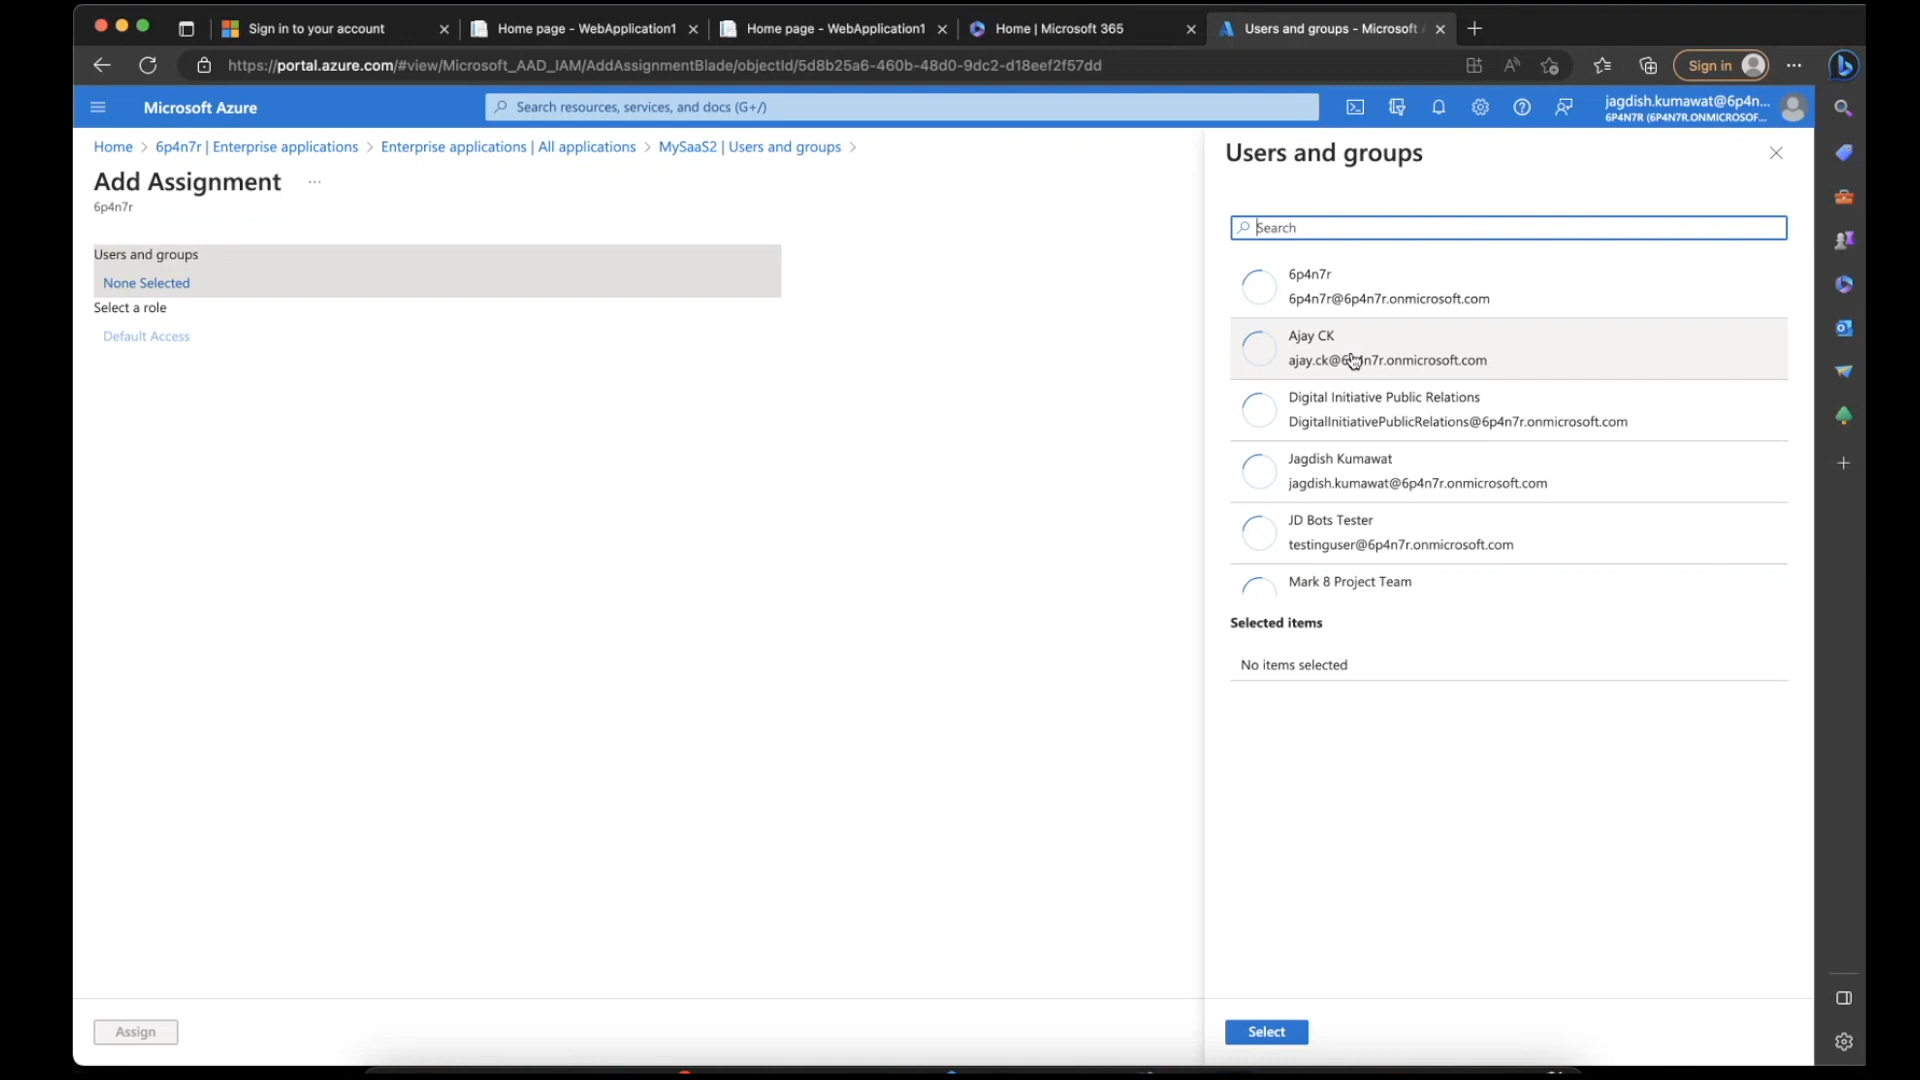 Sign in to your account
Home page - WebApplication1
Home page - WebApplication1
Home | Microsoft 365
Users and groups - Microsoft
https://portal.azure.com/#view/Microsoft_AAD_IAM/AddAssignmentBlade/objectId/5d8b25a6-460b-48d0-9dc2-d18eef2f57dd
Sign in
Microsoft Azure
Search resources, services, and docs (G+/)
jagdish.kumawat@6p4n...
6P4N7R (6P4N7R.ONMICROSOF...
Home > 6p4n7r | Enterprise applications > Enterprise applications | All applications > MySaaS2 | Users and groups >
Add Assignment ...
6p4n7r
Users and groups
None Selected
Select a role
Default Access
Assign
Users and groups
Search
6p4n7r
6p4n7r@6p4n7r.onmicrosoft.com
Ajay CK
ajay.ck@6p4n7r.onmicrosoft.com
Digital Initiative Public Relations
DigitalInitiativePublicRelations@6p4n7r.onmicrosoft.com
Jagdish Kumawat
jagdish.kumawat@6p4n7r.onmicrosoft.com
JD Bots Tester
testinguser@6p4n7r.onmicrosoft.com
Mark 8 Project Team
Selected items
No items selected
Select